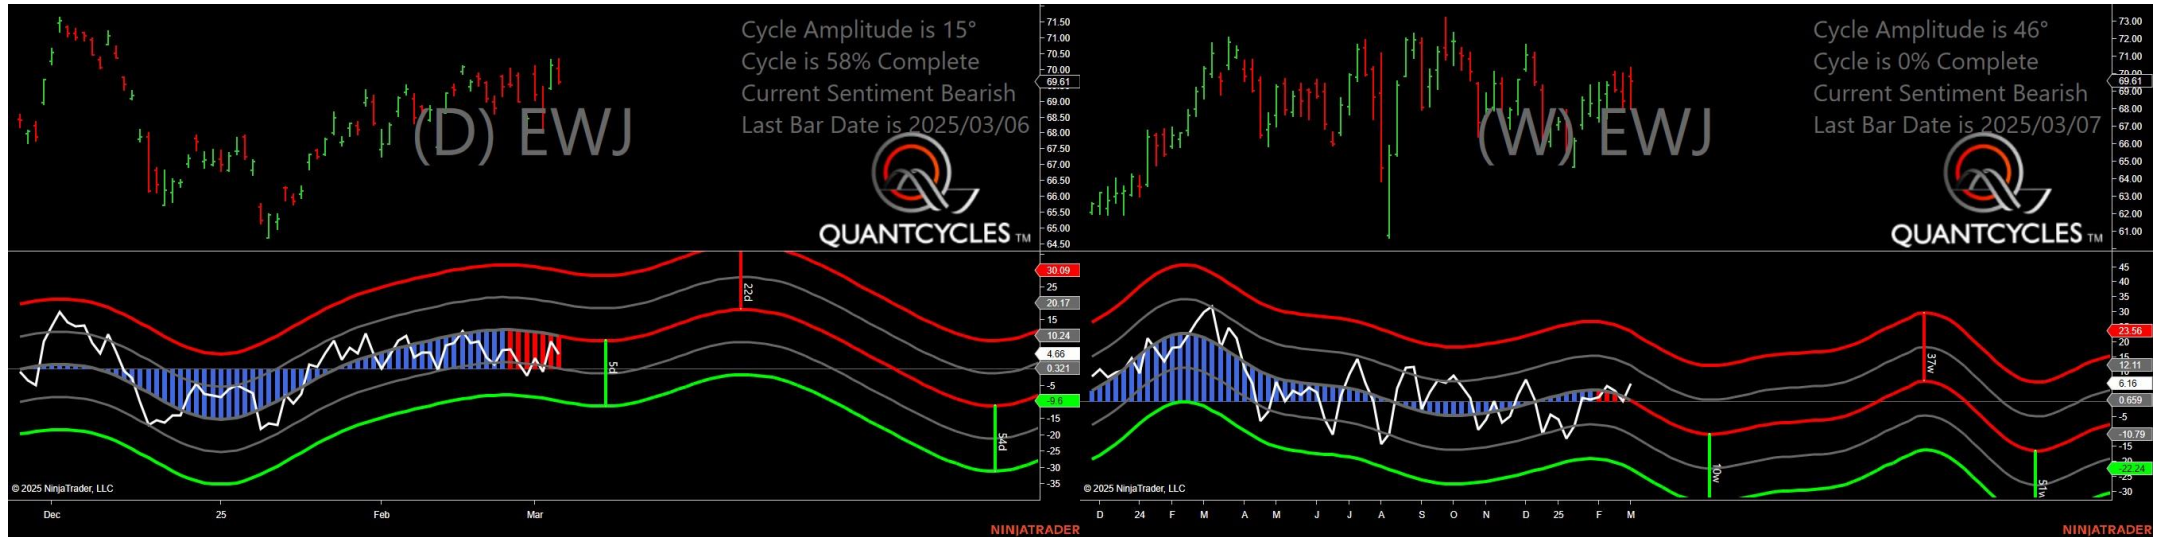 Cycle Amplitude is 15°
Cycle is 58% Complete
Current Sentiment Bearish
Last Bar Date is 2025/03/06
(D) EWJ
QUANTCYCLES TM
71.50
71.00
70.50
70.00
69.61
69.00
68.50
68.00
67.50
67.00
66.50
66.00
65.50
65.00
64.50
30.09
25
20.17
15
10.24
4.66
0.321
-5
-9.6
-15
-20
-25
-30
-35
22d
5d
54d
© 2025 NinjaTrader, LLC
Dec 25 Feb Mar
NINJATRADER
Cycle Amplitude is 46°
Cycle is 0% Complete
Current Sentiment Bearish
Last Bar Date is 2025/03/07
(W) EWJ
QUANTCYCLES TM
73.00
72.00
71.00
70.00
69.61
69.00
68.00
67.00
66.00
65.00
64.00
63.00
62.00
61.00
45
40
35
30
23.56
20
15
12.11
6.16
0.659
-5
-10.79
-15
-22.24
-25
-30
37w
10w
51w
© 2025 NinjaTrader, LLC
D 24 F M A M J J A S O N D 25 F M
NINJATRADER